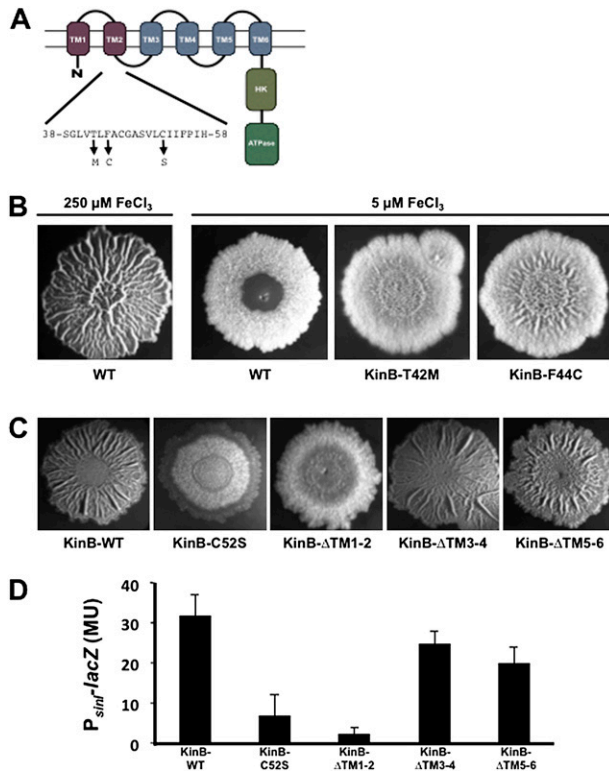 A
TM1 TM2 TM3 TM4 TM5 TM6
N
HK
38-SGLVTLFACGASVLCIIFPIH-58
M C S
ATPase
B
250 µM FeCl3 5 µM FeCl3
WT WT KinB-T42M KinB-F44C
C
KinB-WT KinB-C52S KinB-ΔTM1-2 KinB-ΔTM3-4 KinB-ΔTM5-6
D
PsinI-lacZ (MU)
40
30
20
10
0
KinB- KinB- KinB- KinB- KinB-
WT C52S ΔTM1-2 ΔTM3-4 ΔTM5-6